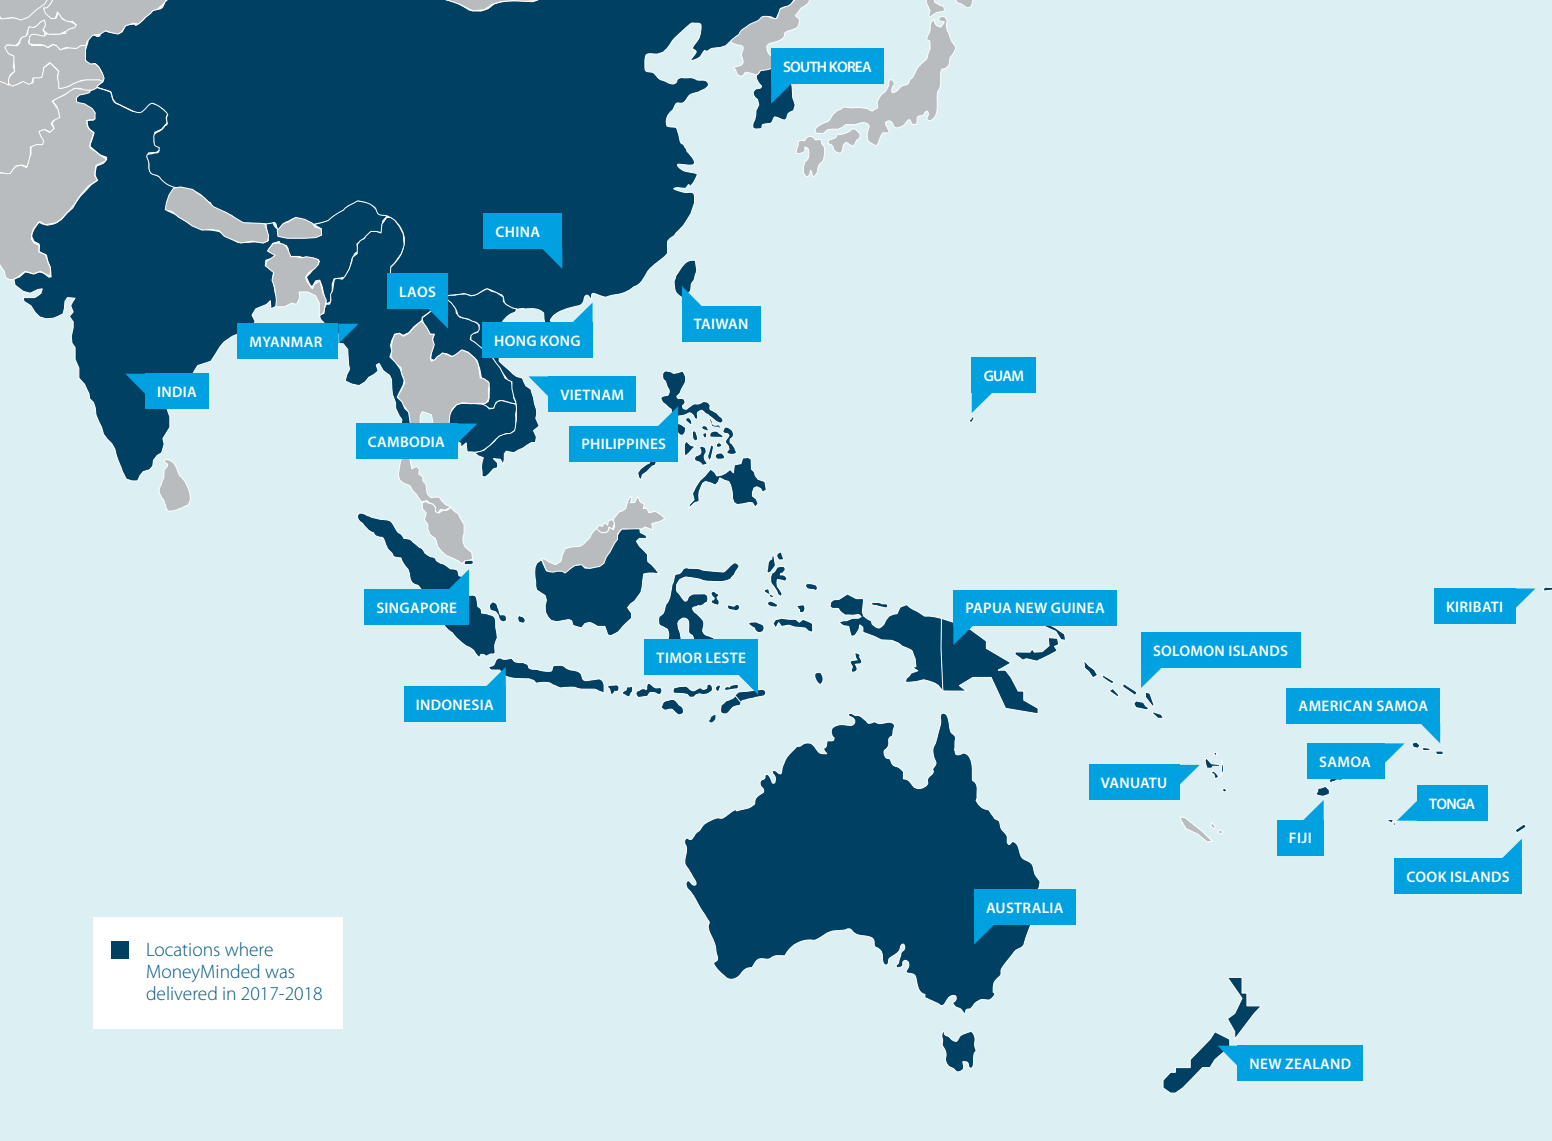 SOUTH KOREA
CHINA
LAOS
TAIWAN
HONG KONG
MYANMAR
GUAM
INDIA
VIETNAM
CAMBODIA
PHILIPPINES
SINGAPORE
PAPUA NEW GUINEA
KIRIBATI
SOLOMON ISLANDS
TIMOR LESTE
INDONESIA
AMERICAN SAMOA
SAMOA
VANUATU
TONGA
FIJI
COOK ISLANDS
AUSTRALIA
Locations where
MoneyMinded was
delivered in 2017-2018
NEW ZEALAND